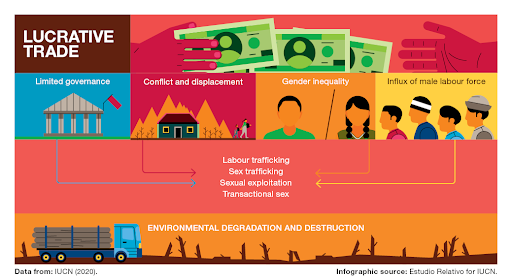 LUCRATIVE
TRADE
Limited governance
Conflict and displacement
Gender inequality
Influx of male labour force
Labour trafficking
Sex trafficking
Sexual exploitation
Transactional sex
ENVIRONMENTAL DEGRADATION AND DESTRUCTION
Data from: IUCN (2020).
Infographic source: Estudio Relativo for IUCN.